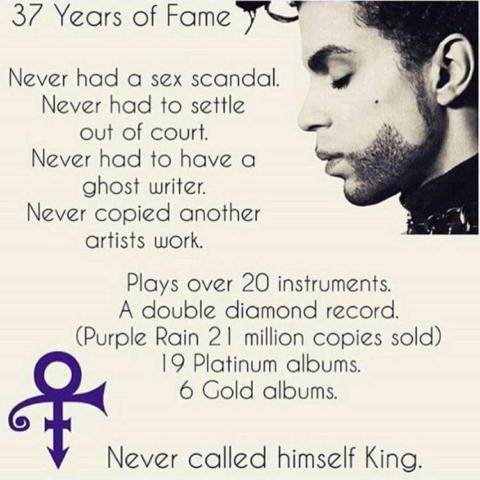 37 Years of Fame
Never had a sex scandal.
Never had to settle
out of court.
Never had to have a
ghost writer.
Never copied another
artists work.
Plays over 20 instruments.
A double diamond record.
(Purple Rain 21 million copies sold)
19 Platinum albums.
6 Gold albums.
Never called himself King.